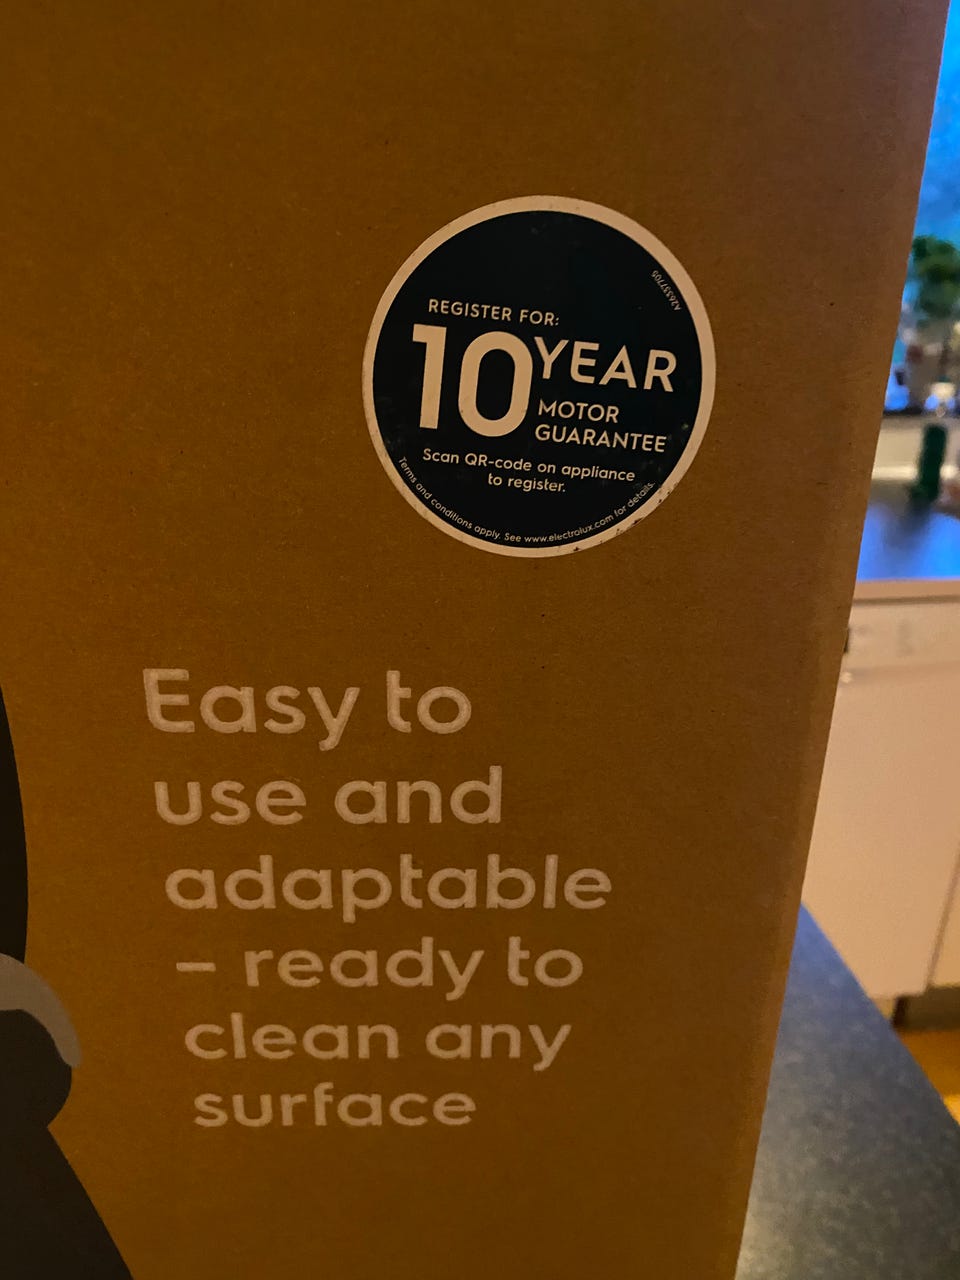 REGISTER FOR:
10 YEAR
MOTOR
GUARANTEE
Scan QR-code on appliance
to register.
Terms and conditions apply. See www.electrolux.com for details.
Easy to
use and
adaptable
– ready to
clean any
surface